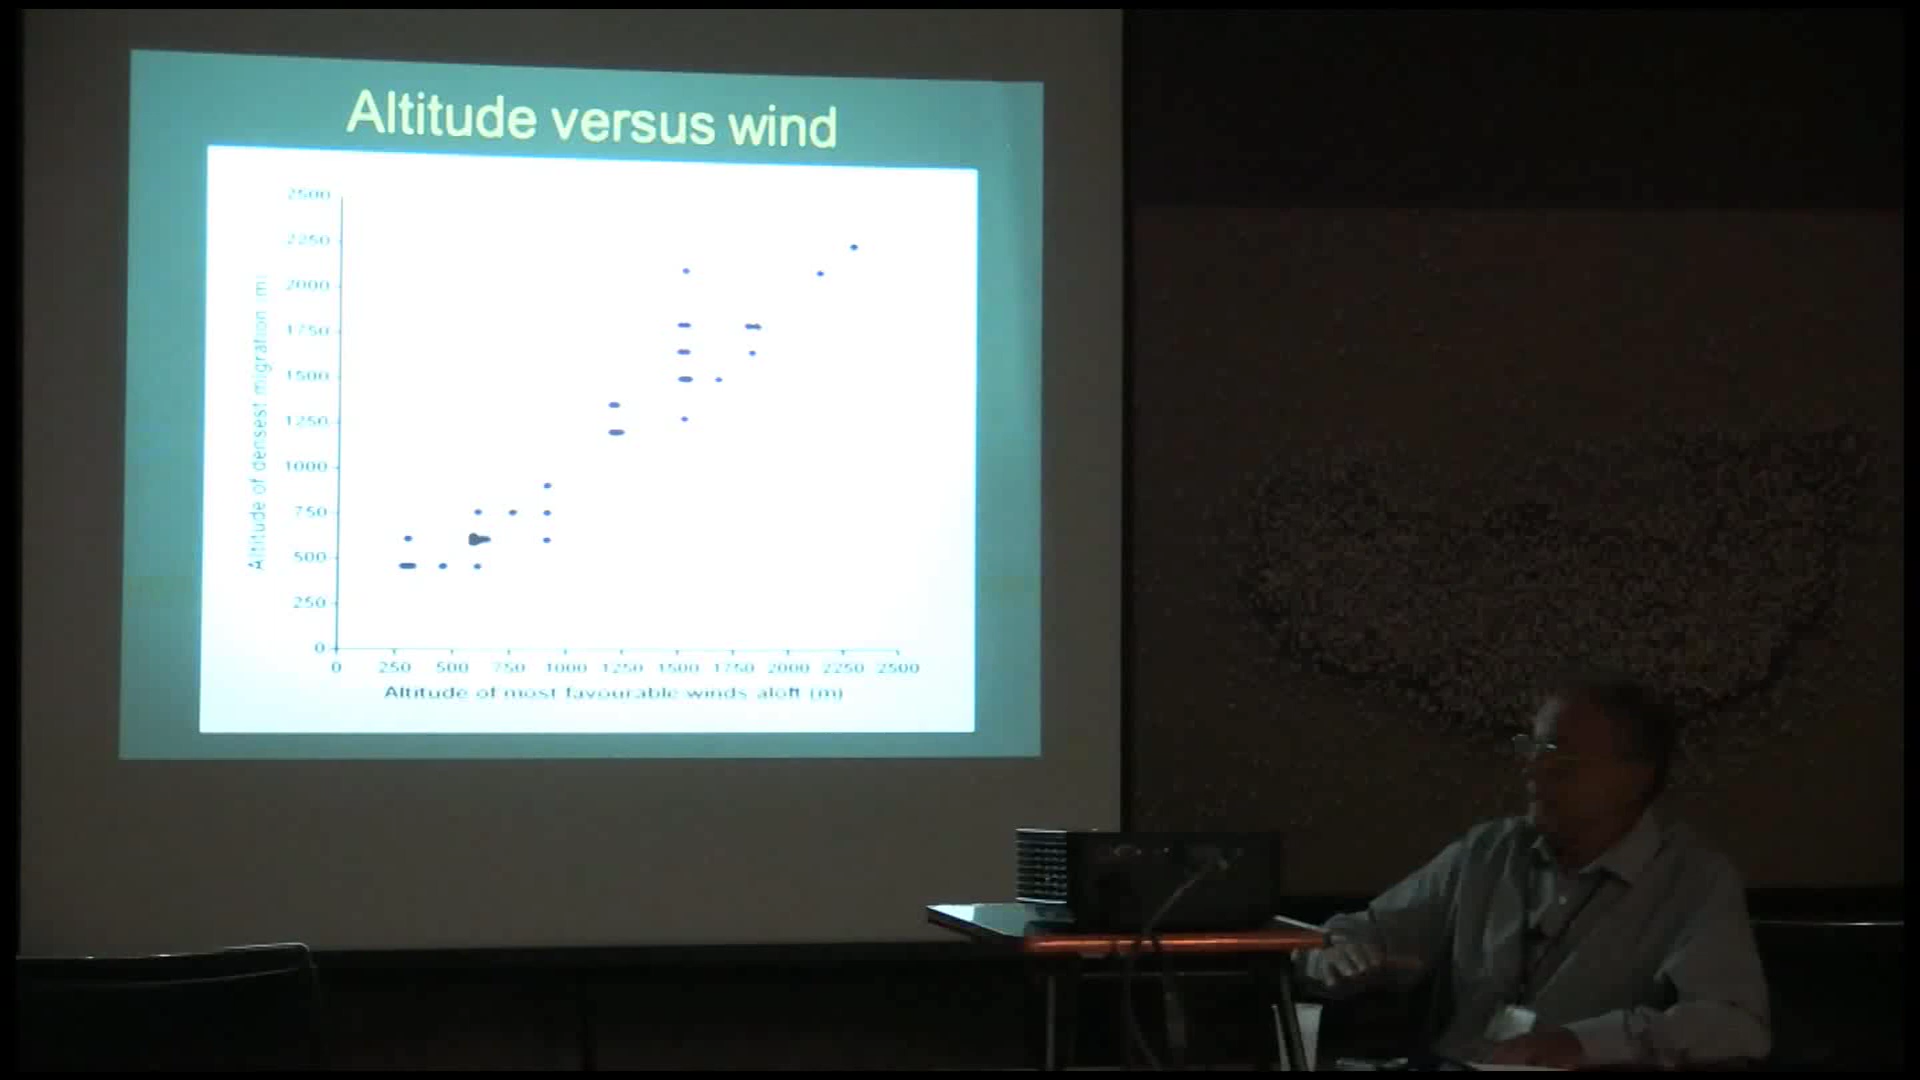 Altitude versus wind
2500
2250
2000
1750
1500
1250
1000
750
500
250
0
Altitude of densest migration (m)
0 250 500 750 1000 1250 1500 1750 2000 2250 2500
Altitude of most favourable winds aloft (m)